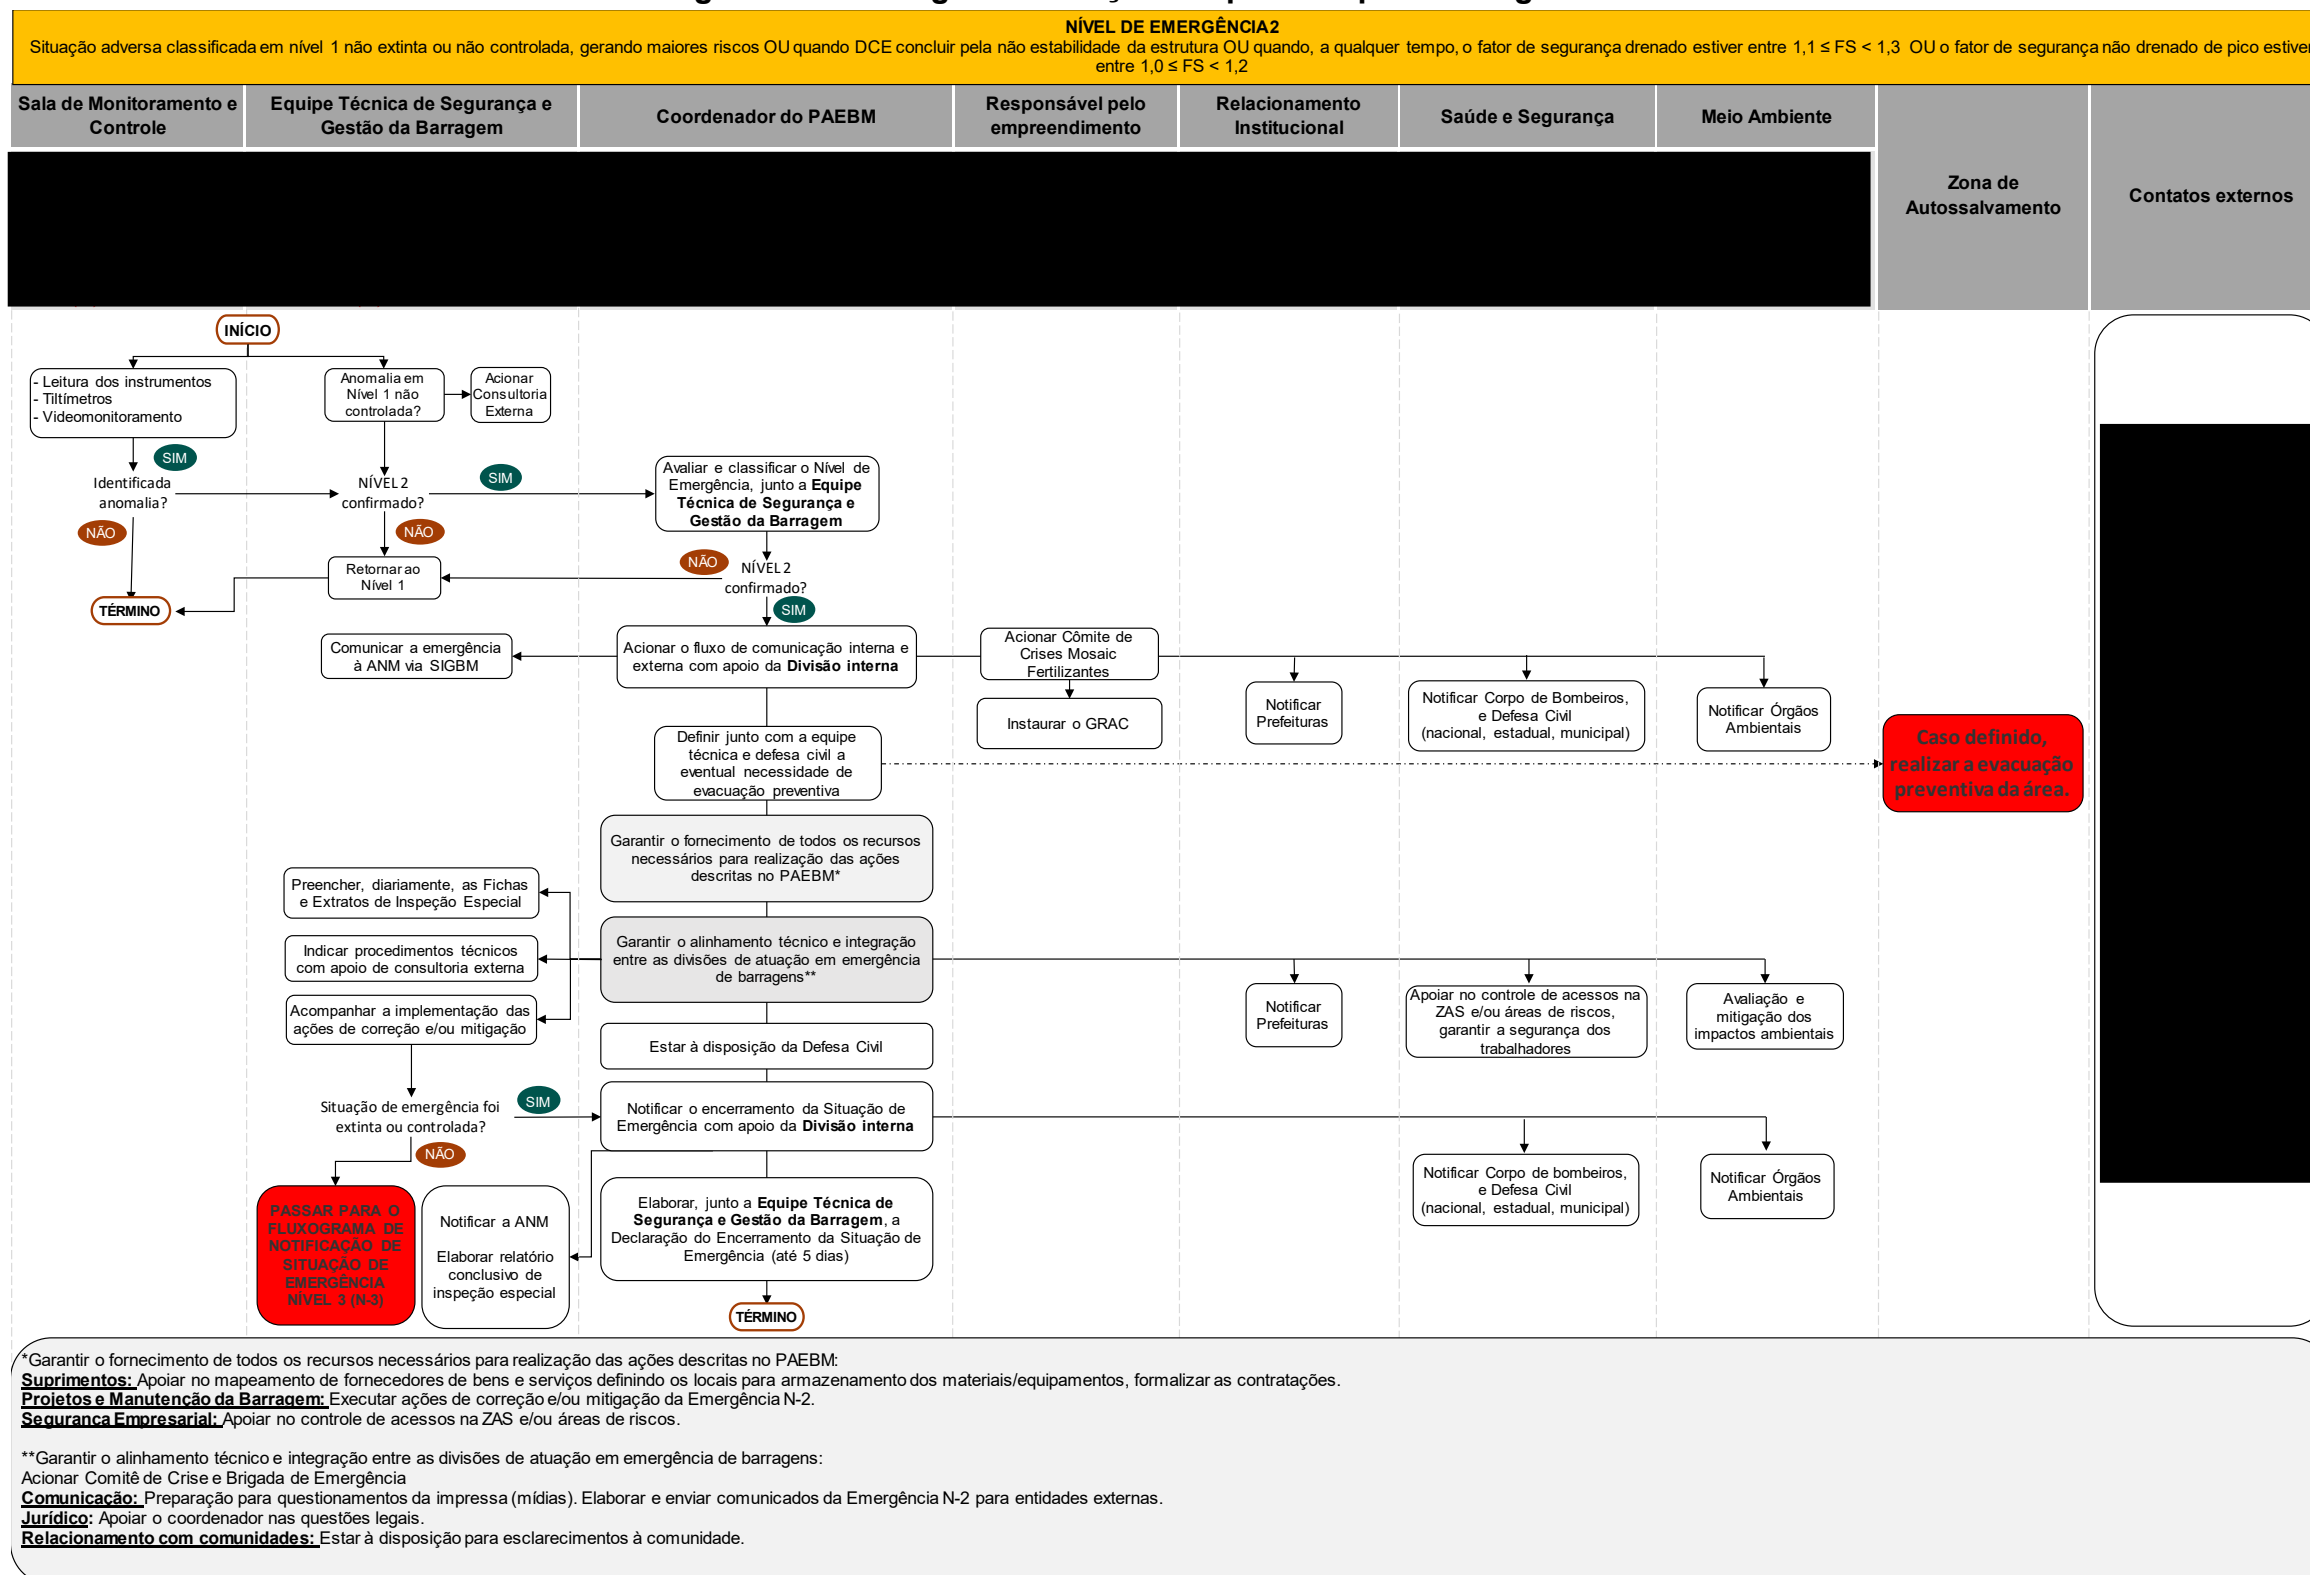 NÍVEL DE EMERGÊNCIA 2
Situação adversa classificada em nível 1 não extinta ou não controlada, gerando maiores riscos OU quando DCE concluir pela não estabilidade da estrutura OU quando, a qualquer tempo, o fator de segurança drenado estiver entre 1,1 ≤ FS < 1,3 OU o fator de segurança não drenado de pico estiver
entre 1,0 ≤ FS < 1,2
Sala de Monitoramento e
Controle
Equipe Técnica de Segurança e
Gestão da Barragem
Coordenador do PAEBM
Responsável pelo
empreendimento
Relacionamento
Institucional
Saúde e Segurança
Meio Ambiente
Zona de
Autossalvamento
Contatos externos
INÍCIO
- Leitura dos instrumentos
- Tiltímetros
- Videomonitoramento
Anomalia em
Nível 1 não
controlada?
Acionar
Consultoria
Externa
SIM
Identificada
anomalia?
NÃO
NÍVEL 2
confirmado?
SIM
NÃO
Avaliar e classificar o Nível de
Emergência, junto a Equipe
Técnica de Segurança e
Gestão da Barragem
Retornar ao
Nível 1
NÃO
NÍVEL 2
confirmado?
SIM
TÉRMINO
Comunicar a emergência
à ANM via SIGBM
Acionar o fluxo de comunicação interna e
externa com apoio da Divisão interna
Acionar Cômite de
Crises Mosaic
Fertilizantes
Instaurar o GRAC
Notificar
Prefeituras
Notificar Corpo de Bombeiros,
e Defesa Civil
(nacional, estadual, municipal)
Notificar Órgãos
Ambientais
Definir junto com a equipe
técnica e defesa civil a
eventual necessidade de
evacuação preventiva
Caso definido,
realizar a evacuação
preventiva da área.
Garantir o fornecimento de todos os recursos
necessários para realização das ações
descritas no PAEBM*
Preencher, diariamente, as Fichas
e Extratos de Inspeção Especial
Indicar procedimentos técnicos
com apoio de consultoria externa
Acompanhar a implementação das
ações de correção e/ou mitigação
Garantir o alinhamento técnico e integração
entre as divisões de atuação em emergência
de barragens**
Notificar
Prefeituras
Apoiar no controle de acessos na
ZAS e/ou áreas de riscos,
garantir a segurança dos
trabalhadores
Avaliação e
mitigação dos
impactos ambientais
Estar à disposição da Defesa Civil
Situação de emergência foi
extinta ou controlada?
SIM
NÃO
Notificar o encerramento da Situação de
Emergência com apoio da Divisão interna
Notificar Corpo de bombeiros,
e Defesa Civil
(nacional, estadual, municipal)
Notificar Órgãos
Ambientais
PASSAR PARA O
FLUXOGRAMA DE
NOTIFICAÇÃO DE
SITUAÇÃO DE
EMERGÊNCIA
NÍVEL 3 (N-3)
Notificar a ANM
Elaborar relatório
conclusivo de
inspeção especial
Elaborar, junto a Equipe Técnica de
Segurança e Gestão da Barragem, a
Declaração do Encerramento da Situação de
Emergência (até 5 dias)
TÉRMINO
*Garantir o fornecimento de todos os recursos necessários para realização das ações descritas no PAEBM:
Suprimentos: Apoiar no mapeamento de fornecedores de bens e serviços definindo os locais para armazenamento dos materiais/equipamentos, formalizar as contratações.
Projetos e Manutenção da Barragem: Executar ações de correção e/ou mitigação da Emergência N-2.
Segurança Empresarial: Apoiar no controle de acessos na ZAS e/ou áreas de riscos.
**Garantir o alinhamento técnico e integração entre as divisões de atuação em emergência de barragens:
Acionar Comitê de Crise e Brigada de Emergência
Comunicação: Preparação para questionamentos da impressa (mídias). Elaborar e enviar comunicados da Emergência N-2 para entidades externas.
Jurídico: Apoiar o coordenador nas questões legais.
Relacionamento com comunidades: Estar à disposição para esclarecimentos à comunidade.